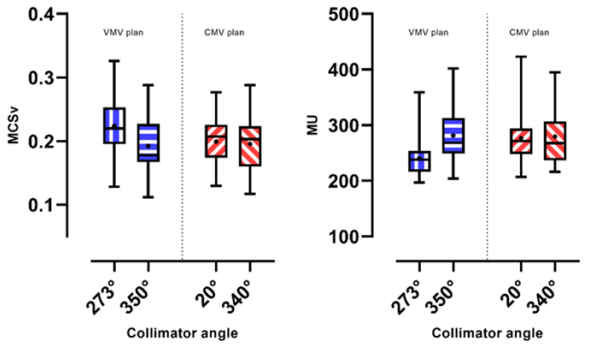 VMV plan
CMV plan
0.4
0.3
0.2
0.1
MCSv
273°
350°
20°
340°
Collimator angle
VMV plan
CMV plan
500
400
300
200
100
MU
273°
350°
20°
340°
Collimator angle